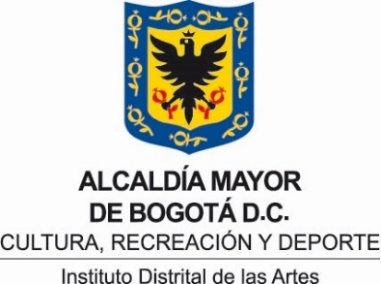 ALCALDÍA MAYOR
DE BOGOTÁ D.C.
CULTURA, RECREACIÓN Y DEPORTE
Instituto Distrital de las Artes